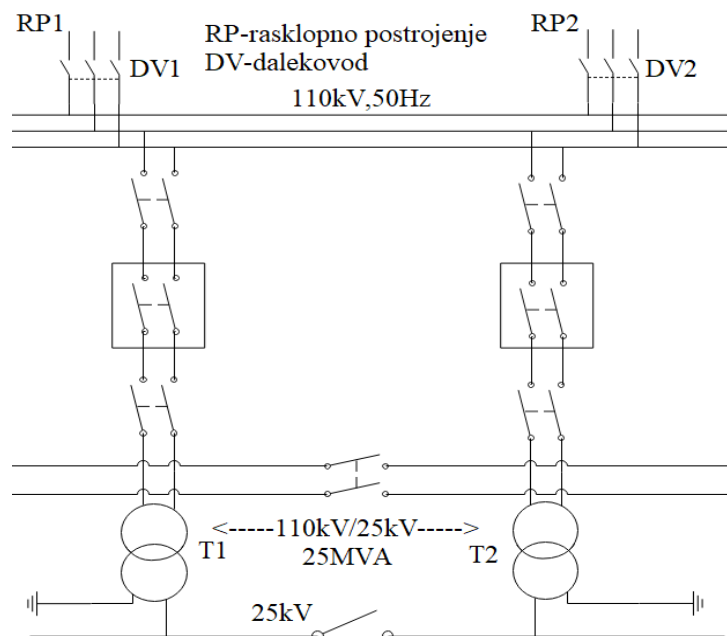 RP1
RP-rasklopno postrojenje
RP2
DV1
DV-dalekovod
DV2
110kV,50Hz
<-----110kV/25kV----->
T1
25MVA
T2
25kV